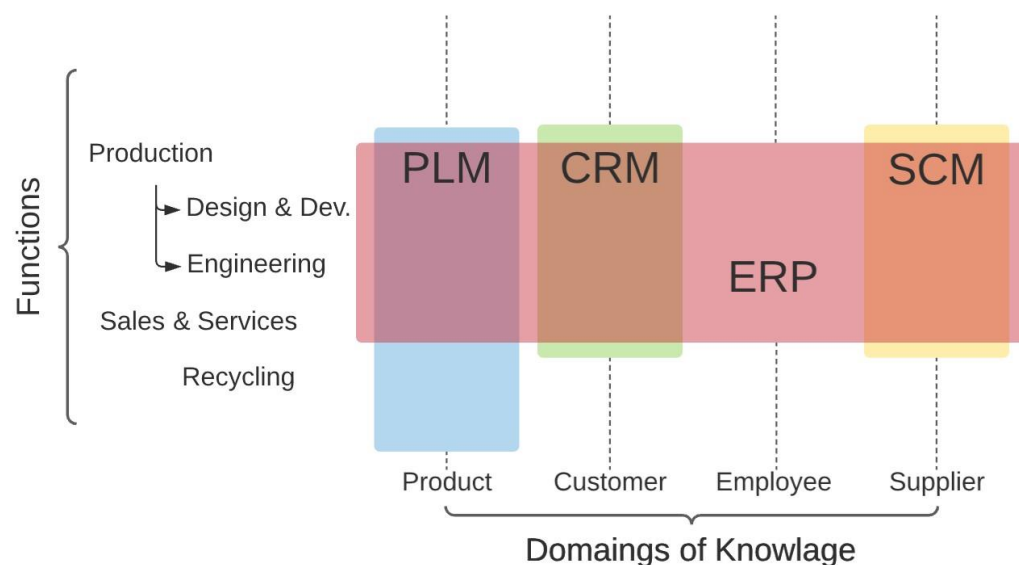 Functions
Production
Design & Dev.
Engineering
Sales & Services
Recycling
PLM
CRM
SCM
ERP
Product
Customer
Employee
Supplier
Domaings of Knowlage